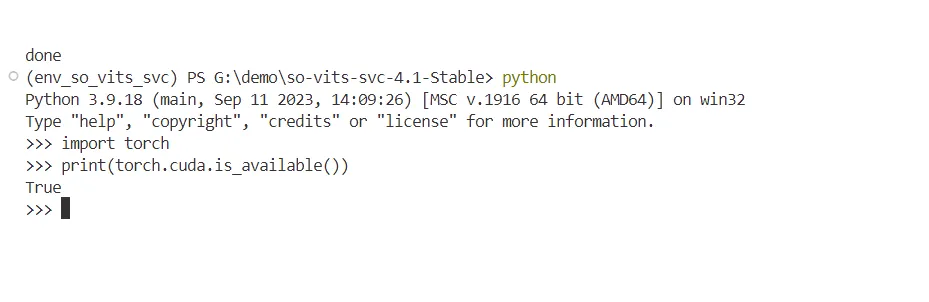 done
(env_so_vits_svc) PS G:\demo\so-vits-svc-4.1-Stable> python
Python 3.9.18 (main, Sep 11 2023, 14:09:26) [MSC v.1916 64 bit (AMD64)] on win32
Type "help", "copyright", "credits" or "license" for more information.
>>> import torch
>>> print(torch.cuda.is_available())
True
>>>